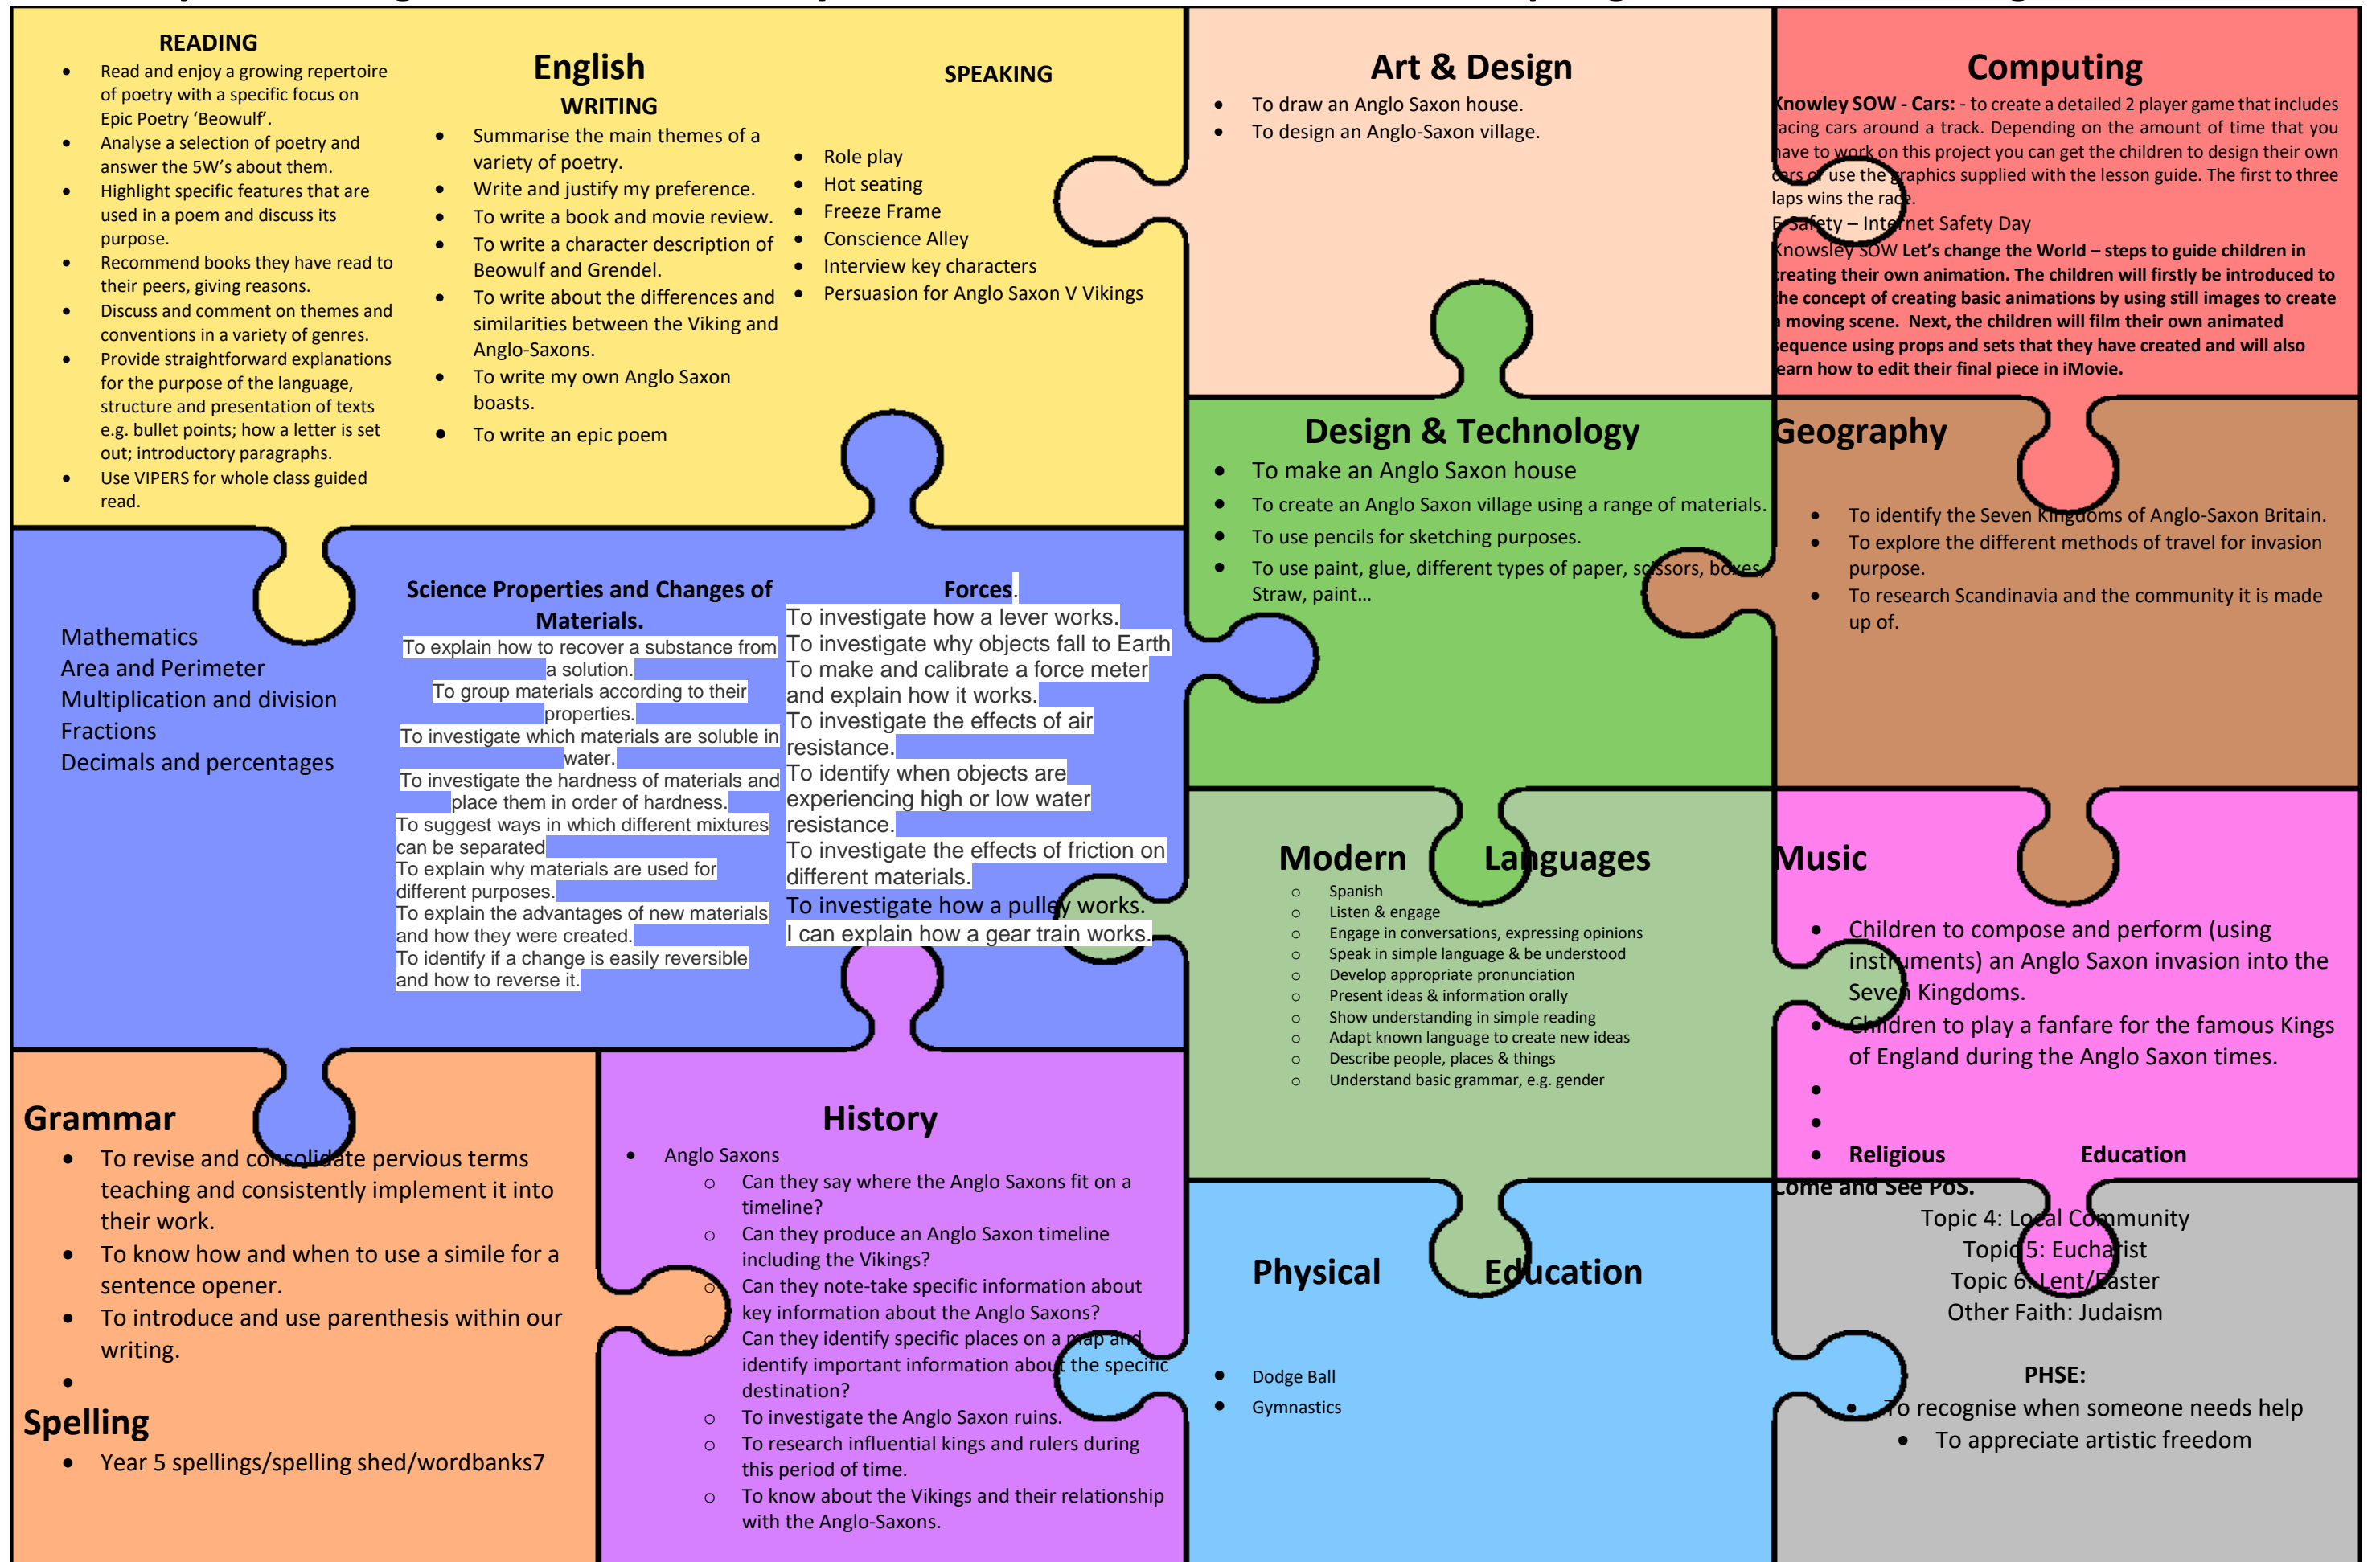 READING
Read and enjoy a growing repertoire
of poetry with a specific focus on
Epic Poetry ‘Beowulf’.
Analyse a selection of poetry and
answer the 5W’s about them.
Highlight specific features that are
used in a poem and discuss its
purpose.
Recommend books they have read to
their peers, giving reasons.
Discuss and comment on themes and
conventions in a variety of genres.
Provide straightforward explanations
for the purpose of the language,
structure and presentation of texts
e.g. bullet points; how a letter is set
out; introductory paragraphs.
Use VIPERS for whole class guided
read.
English
WRITING
Summarise the main themes of a
variety of poetry.
Write and justify my preference.
To write a book and movie review.
To write a character description of
Beowulf and Grendel.
To write about the differences and
similarities between the Viking and
Anglo-Saxons.
To write my own Anglo Saxon
boasts.
To write an epic poem
SPEAKING
Role play
Hot seating
Freeze Frame
Conscience Alley
Interview key characters
Persuasion for Anglo Saxon V Vikings
Art & Design
To draw an Anglo Saxon house.
To design an Anglo-Saxon village.
Computing
Knowley SOW - Cars: - to create a detailed 2 player game that includes
racing cars around a track. Depending on the amount of time that you
have to work on this project you can get the children to design their own
cars or use the graphics supplied with the lesson guide. The first to three
laps wins the race.
E-Safety – Internet Safety Day
Knowsley SOW Let’s change the World – steps to guide children in
creating their own animation. The children will firstly be introduced to
the concept of creating basic animations by using still images to create
a moving scene. Next, the children will film their own animated
sequence using props and sets that they have created and will also
learn how to edit their final piece in iMovie.
Design & Technology
To make an Anglo Saxon house
To create an Anglo Saxon village using a range of materials.
To use pencils for sketching purposes.
To use paint, glue, different types of paper, scissors, boxes,
Straw, paint…
Geography
To identify the Seven Kingdoms of Anglo-Saxon Britain.
To explore the different methods of travel for invasion
purpose.
To research Scandinavia and the community it is made
up of.
Mathematics
Area and Perimeter
Multiplication and division
Fractions
Decimals and percentages
Science Properties and Changes of
Materials.
To explain how to recover a substance from
a solution.
To group materials according to their
properties.
To investigate which materials are soluble in
water.
To investigate the hardness of materials and
place them in order of hardness.
To suggest ways in which different mixtures
can be separated
To explain why materials are used for
different purposes.
To explain the advantages of new materials
and how they were created.
To identify if a change is easily reversible
and how to reverse it.
Forces.
To investigate how a lever works.
To investigate why objects fall to Earth
To make and calibrate a force meter
and explain how it works.
To investigate the effects of air
resistance.
To identify when objects are
experiencing high or low water
resistance.
To investigate the effects of friction on
different materials.
To investigate how a pulley works.
I can explain how a gear train works.
Modern Languages
Spanish
Listen & engage
Engage in conversations, expressing opinions
Speak in simple language & be understood
Develop appropriate pronunciation
Present ideas & information orally
Show understanding in simple reading
Adapt known language to create new ideas
Describe people, places & things
Understand basic grammar, e.g. gender
Music
Children to compose and perform (using
instruments) an Anglo Saxon invasion into the
Seven Kingdoms.
Children to play a fanfare for the famous Kings
of England during the Anglo Saxon times.
Grammar
To revise and consolidate pervious terms
teaching and consistently implement it into
their work.
To know how and when to use a simile for a
sentence opener.
To introduce and use parenthesis within our
writing.
Spelling
Year 5 spellings/spelling shed/wordbanks7
History
Anglo Saxons
Can they say where the Anglo Saxons fit on a
timeline?
Can they produce an Anglo Saxon timeline
including the Vikings?
Can they note-take specific information about
key information about the Anglo Saxons?
Can they identify specific places on a map and
identify important information about the specific
destination?
To investigate the Anglo Saxon ruins.
To research influential kings and rulers during
this period of time.
To know about the Vikings and their relationship
with the Anglo-Saxons.
Physical Education
Dodge Ball
Gymnastics
Religious Education
Come and See PoS.
Topic 4: Local Community
Topic 5: Eucharist
Topic 6: Lent/Easter
Other Faith: Judaism
PHSE:
To recognise when someone needs help
To appreciate artistic freedom